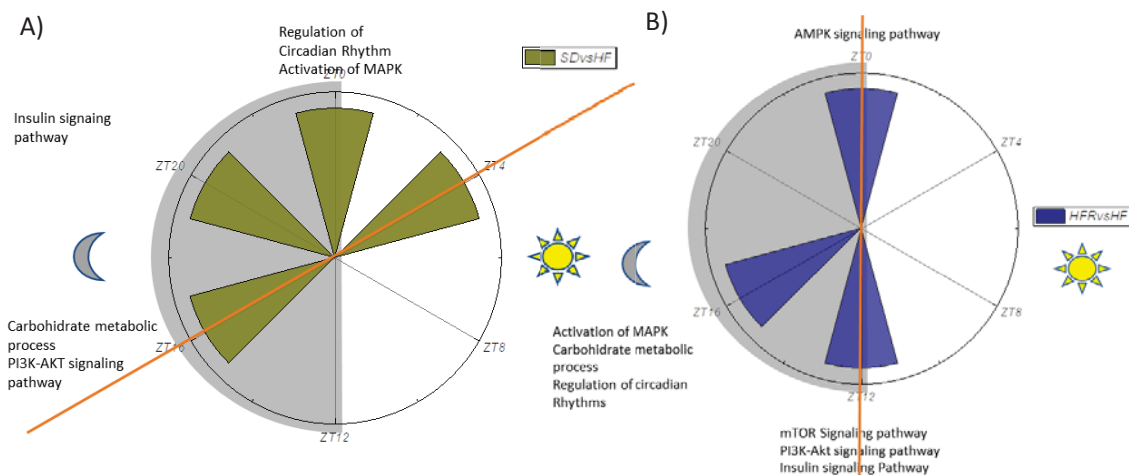 A)
Regulation of
Circadian Rhythm
Activation of MAPK
ZT0
SDvsHF
Insulin signaing
pathway
ZT20
ZT4
Carbohidrate metabolic
process
PI3K-AKT signaling
pathway
ZT16
ZT8
ZT12
B)
AMPK signaling pathway
ZT0
ZT20
ZT4
HFRvsHF
ZT16
ZT8
Activation of MAPK
Carbohidrate metabolic
process
Regulation of circadian
Rhythms
ZT12
mTOR Signaling pathway
PI3K-Akt signaling pathway
Insulin signaling Pathway